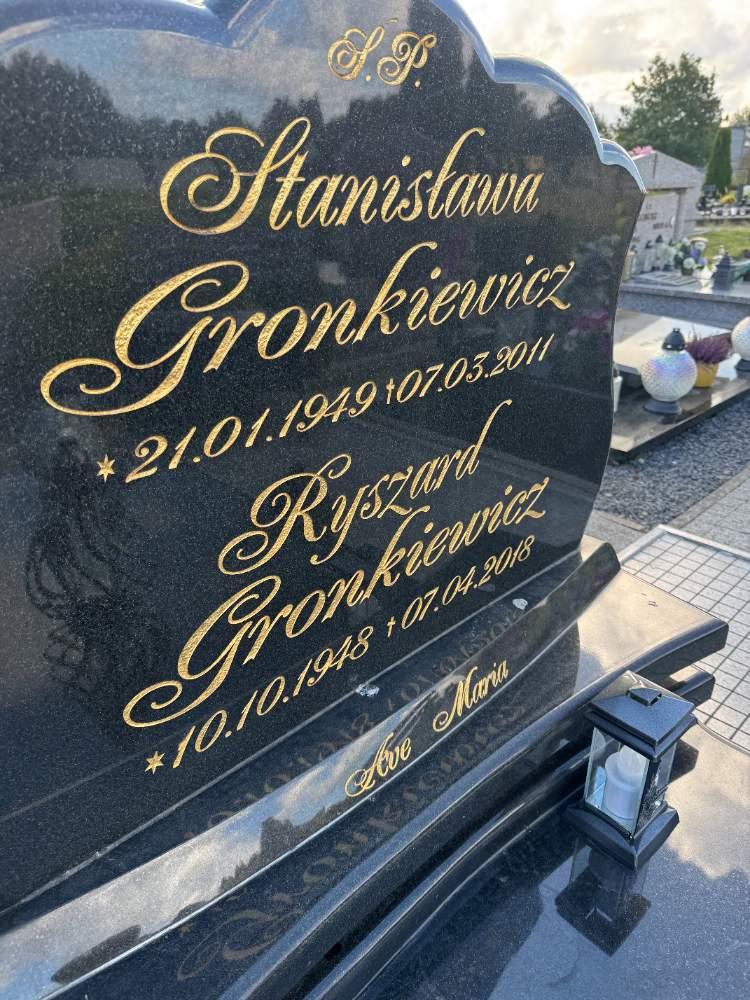 Ś.P.
Stanisława
Gronkiewicz
* 21.01.1949 †07.03.2011
Ryszard
Gronkiewicz
* 10.10.1948 † 07.04.2018
Ave Maria